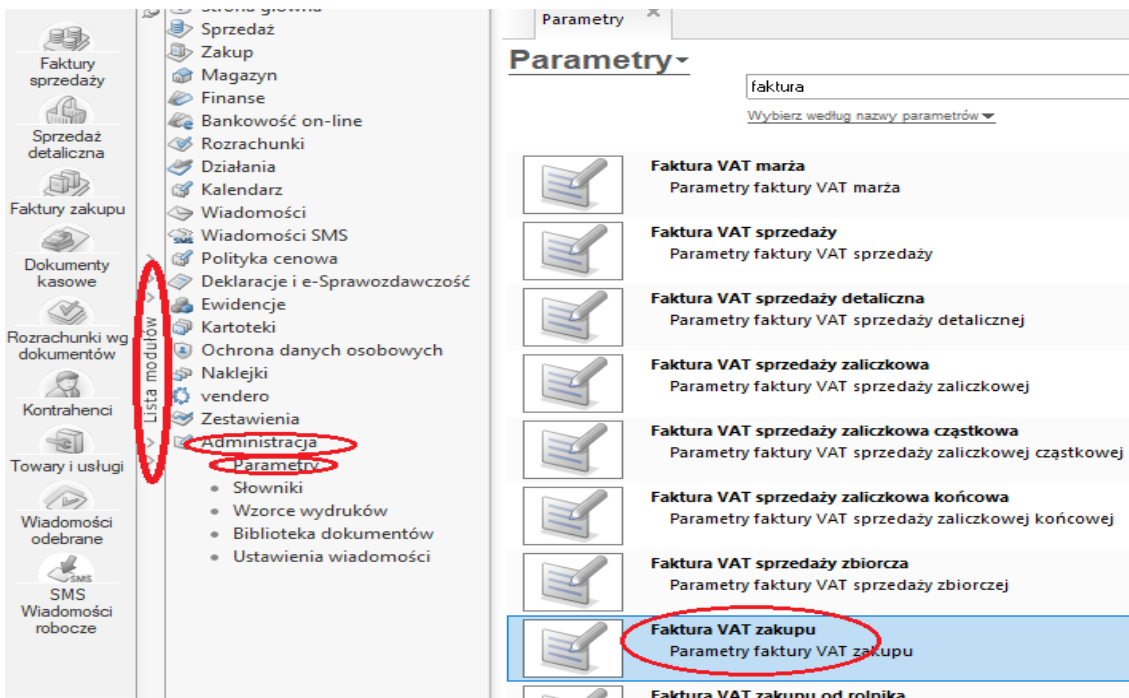 Faktury
sprzedaży
Sprzedaż
detaliczna
Faktury zakupu
Dokumenty
kasowe
Rozrachunki wg
dokumentów
Kontrahenci
Towary i usługi
Wiadomości
odebrane
SMS
SMS
Wiadomości
robocze
Lista modułów
Strona główna
Sprzedaż
Zakup
Magazyn
Finanse
Bankowość on-line
Rozrachunki
Działania
Kalendarz
Wiadomości
SMS
Wiadomości SMS
Polityka cenowa
Deklaracje i e-Sprawozdawczość
Ewidencje
Kartoteki
Ochrona danych osobowych
Naklejki
vendero
Zestawienia
Administracja
Parametry
Słowniki
Wzorce wydruków
Biblioteka dokumentów
Ustawienia wiadomości
Parametry
Parametry
faktura
Wybierz według nazwy parametrów
Faktura VAT marża
Parametry faktury VAT marża
Faktura VAT sprzedaży
Parametry faktury VAT sprzedaży
Faktura VAT sprzedaży detaliczna
Parametry faktury VAT sprzedaży detalicznej
Faktura VAT sprzedaży zaliczkowa
Parametry faktury VAT sprzedaży zaliczkowej
Faktura VAT sprzedaży zaliczkowa cząstkowa
Parametry faktury VAT sprzedaży zaliczkowej cząstkowej
Faktura VAT sprzedaży zaliczkowa końcowa
Parametry faktury VAT sprzedaży zaliczkowej końcowej
Faktura VAT sprzedaży zbiorcza
Parametry faktury VAT sprzedaży zbiorczej
Faktura VAT zakupu
Parametry faktury VAT zakupu
Faktura VAT zakupu od rolnika